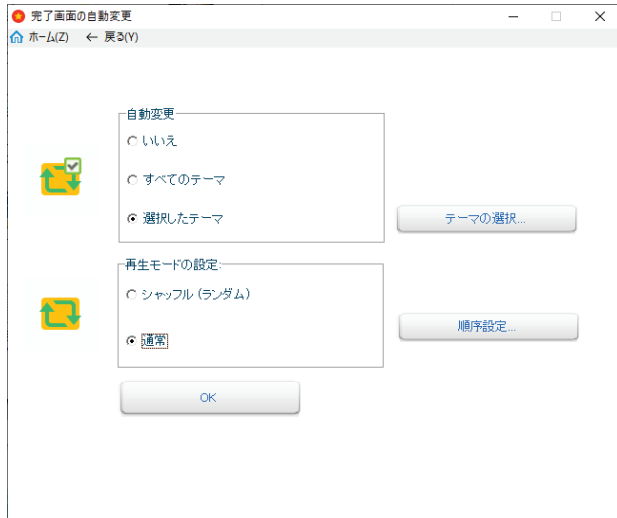 完了画面の自動変更
ホーム(Z) ← 戻る(Y)
自動変更
いいえ
すべてのテーマ
選択したテーマ
テーマの選択...
再生モードの設定:
シャッフル (ランダム)
通常
順序設定...
OK